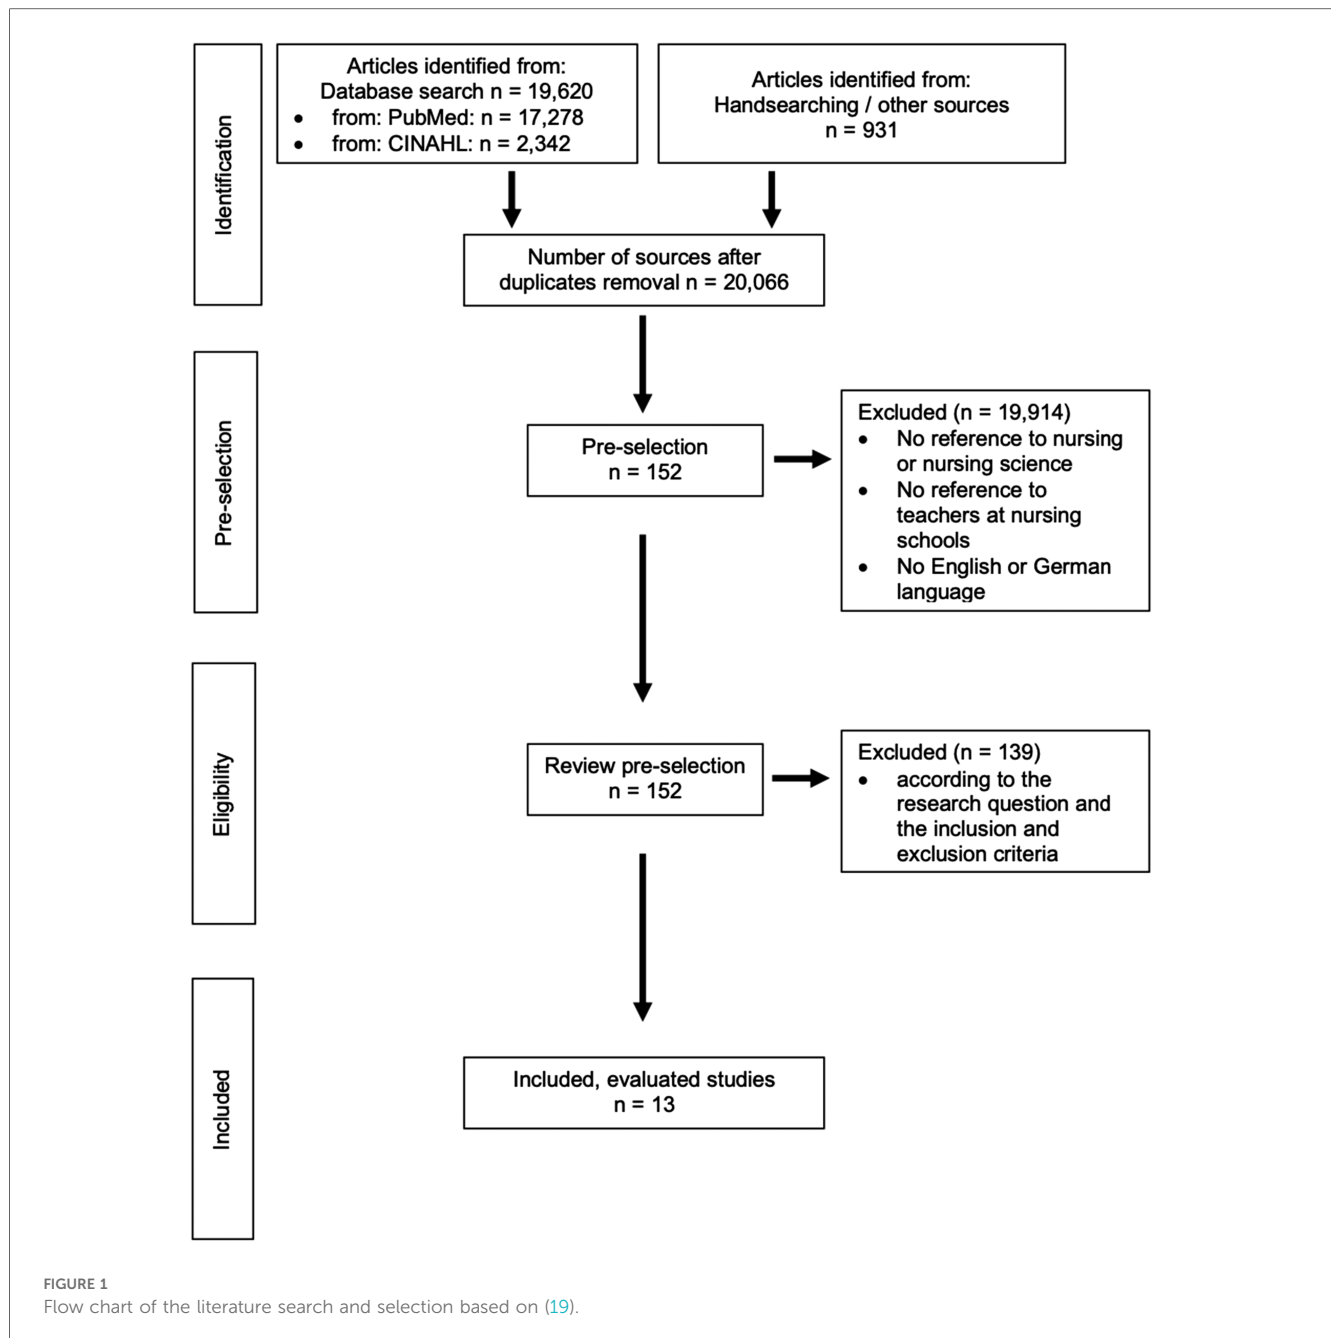 Identification
Articles identified from:
Database search n = 19,620
• from: PubMed: n = 17,278
• from: CINAHL: n = 2,342
Articles identified from:
Handsearching / other sources
n = 931
Number of sources after
duplicates removal n = 20,066
Pre-selection
Pre-selection
n = 152
Excluded (n = 19,914)
• No reference to nursing
or nursing science
• No reference to
teachers at nursing
schools
• No English or German
language
Eligibility
Review pre-selection
n = 152
Excluded (n = 139)
• according to the
research question and
the inclusion and
exclusion criteria
Included
Included, evaluated studies
n = 13
FIGURE 1
Flow chart of the literature search and selection based on (19).